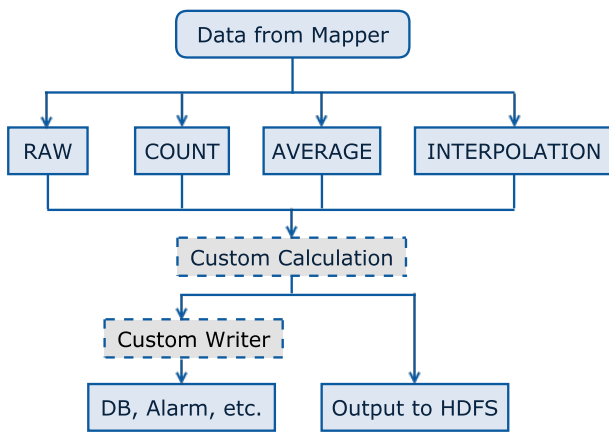 Data from Mapper
RAW
COUNT
AVERAGE
INTERPOLATION
Custom Calculation
Custom Writer
DB, Alarm, etc.
Output to HDFS